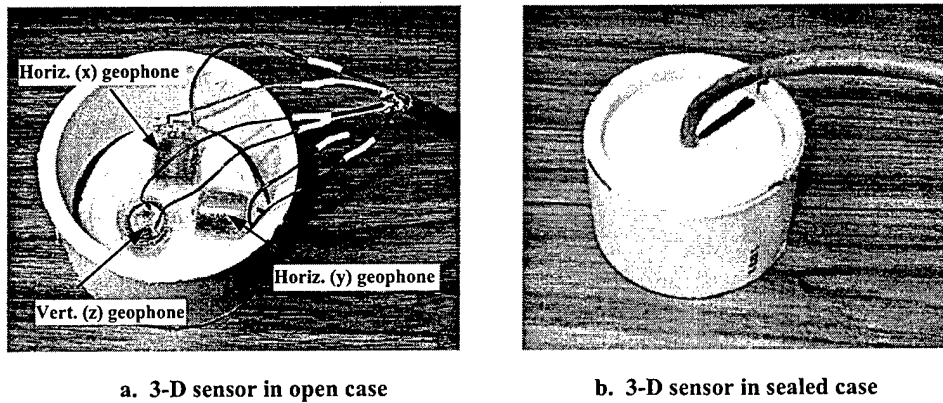 Horiz. (x) geophone
Horiz. (y) geophone
Vert. (z) geophone
a. 3-D sensor in open case
b. 3-D sensor in sealed case